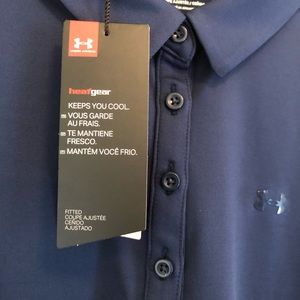 UNDER ARMOUR
heatgear
KEEPS YOU COOL.
VOUS GARDE
AU FRAIS.
TE MANTIENE
FRESCO.
MANTÉM VOCÊ FRIO.
FITTED
COUPE AJUSTÉE
CEÑIDO
AJUSTADO